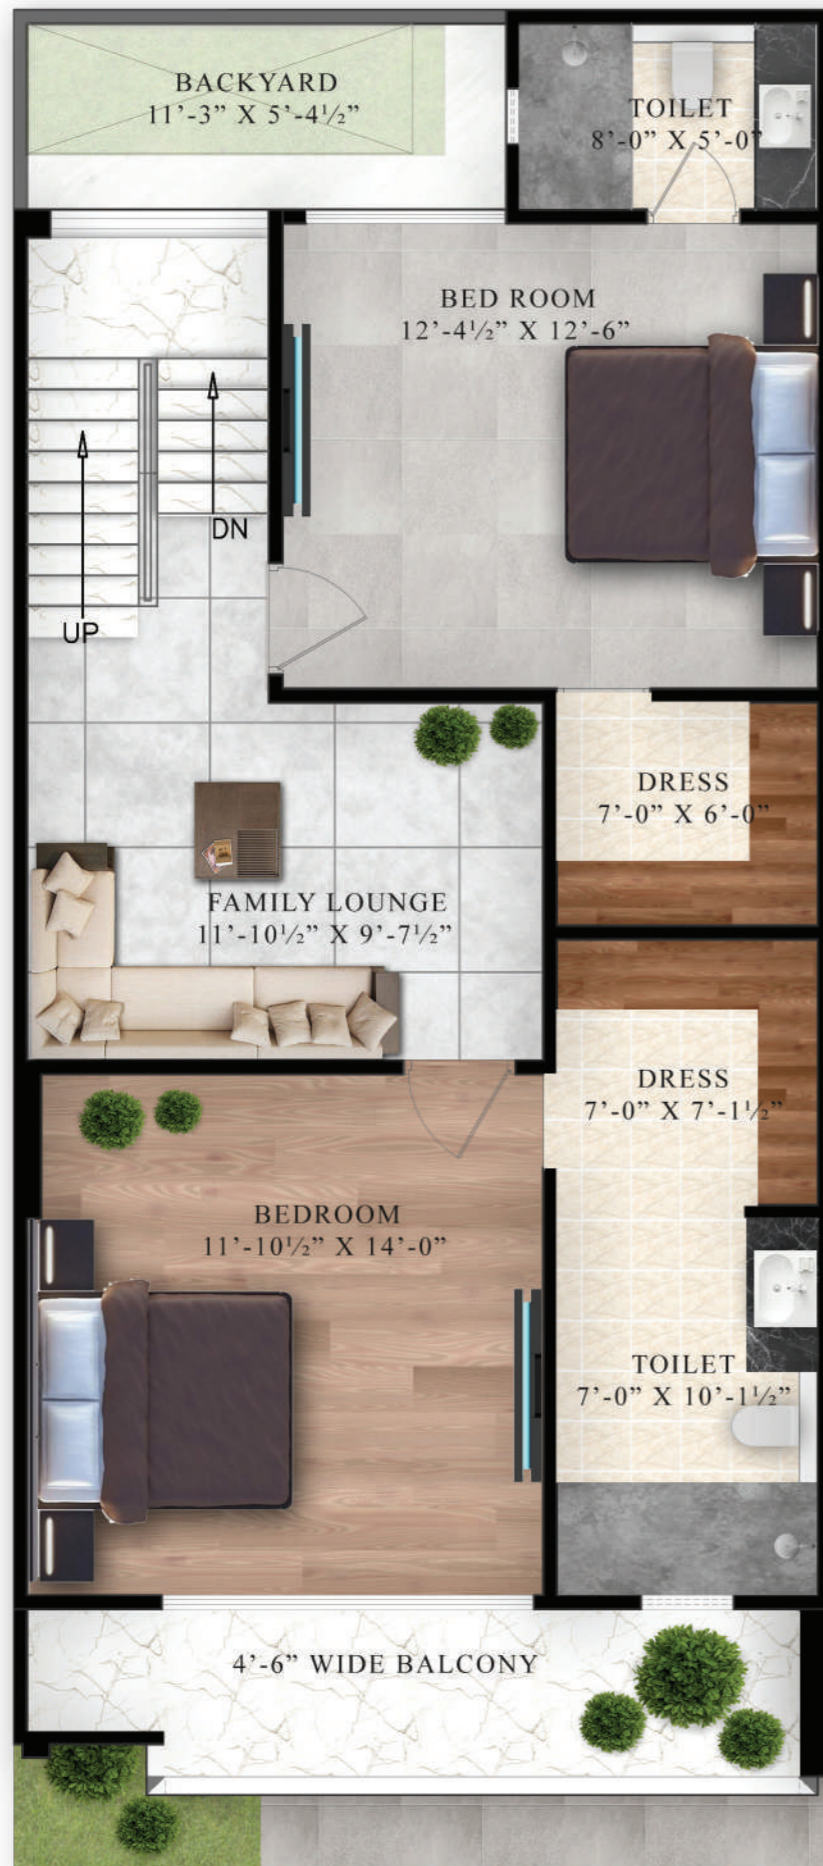 BACKYARD
11’-3” X 5’-4½”
TOILET
8’-0” X 5’-0”
BED ROOM
12’-4½” X 12’-6”
DN
UP
DRESS
7’-0” X 6’-0”
FAMILY LOUNGE
11’-10½” X 9’-7½”
DRESS
7’-0” X 7’-1½”
BEDROOM
11’-10½” X 14’-0”
TOILET
7’-0” X 10’-1½”
4’-6” WIDE BALCONY